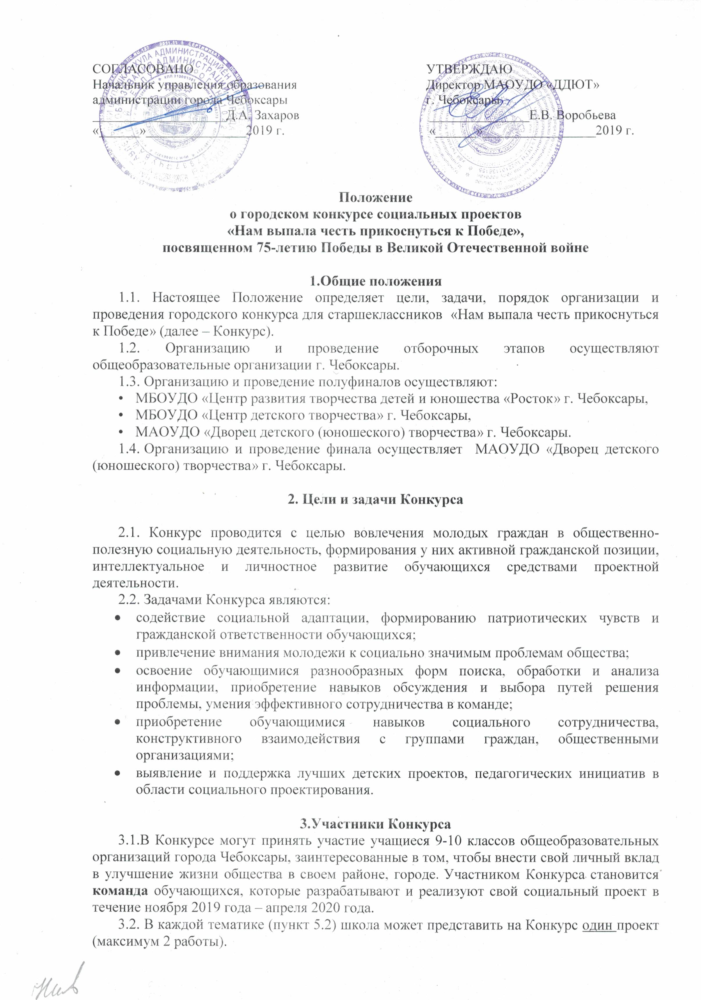 СОГЛАСОВАНО
Начальник управления образования
администрации города Чебоксары
____________________Д.А. Захаров
«______»_______________2019 г.
УТВЕРЖДАЮ
Директор МАОУДО «ДДЮТ»
г. Чебоксары
_______________Е.В. Воробьева
«______»_________________2019 г.
Положение
о городском конкурсе социальных проектов
«Нам выпала честь прикоснуться к Победе»,
посвященном 75-летию Победы в Великой Отечественной войне
1.Общие положения
1.1. Настоящее Положение определяет цели, задачи, порядок организации и
проведения городского конкурса для старшеклассников «Нам выпала честь прикоснуться
к Победе» (далее – Конкурс).
1.2. Организацию и проведение отборочных этапов осуществляют
общеобразовательные организации г. Чебоксары.
1.3. Организацию и проведение полуфиналов осуществляют:
• МБОУДО «Центр развития творчества детей и юношества «Росток» г. Чебоксары,
• МБОУДО «Центр детского творчества» г. Чебоксары,
• МАОУДО «Дворец детского (юношеского) творчества» г. Чебоксары.
1.4. Организацию и проведение финала осуществляет МАОУДО «Дворец детского
(юношеского) творчества» г. Чебоксары.
2. Цели и задачи Конкурса
2.1. Конкурс проводится с целью вовлечения молодых граждан в общественно-
полезную социальную деятельность, формирования у них активной гражданской позиции,
интеллектуальное и личностное развитие обучающихся средствами проектной
деятельности.
2.2. Задачами Конкурса являются:
• содействие социальной адаптации, формированию патриотических чувств и
гражданской ответственности обучающихся;
• привлечение внимания молодежи к социально значимым проблемам общества;
• освоение обучающимися разнообразных форм поиска, обработки и анализа
информации, приобретение навыков обсуждения и выбора путей решения
проблемы, умения эффективного сотрудничества в команде;
• приобретение обучающимися навыков социального сотрудничества,
конструктивного взаимодействия с группами граждан, общественными
организациями;
• выявление и поддержка лучших детских проектов, педагогических инициатив в
области социального проектирования.
3.Участники Конкурса
3.1.В Конкурсе могут принять участие учащиеся 9-10 классов общеобразовательных
организаций города Чебоксары, заинтересованные в том, чтобы внести свой личный вклад
в улучшение жизни общества в своем районе, городе. Участником Конкурса становится
команда обучающихся, которые разрабатывают и реализуют свой социальный проект в
течение ноября 2019 года – апреля 2020 года.
3.2. В каждой тематике (пункт 5.2) школа может представить на Конкурс один проект
(максимум 2 работы).